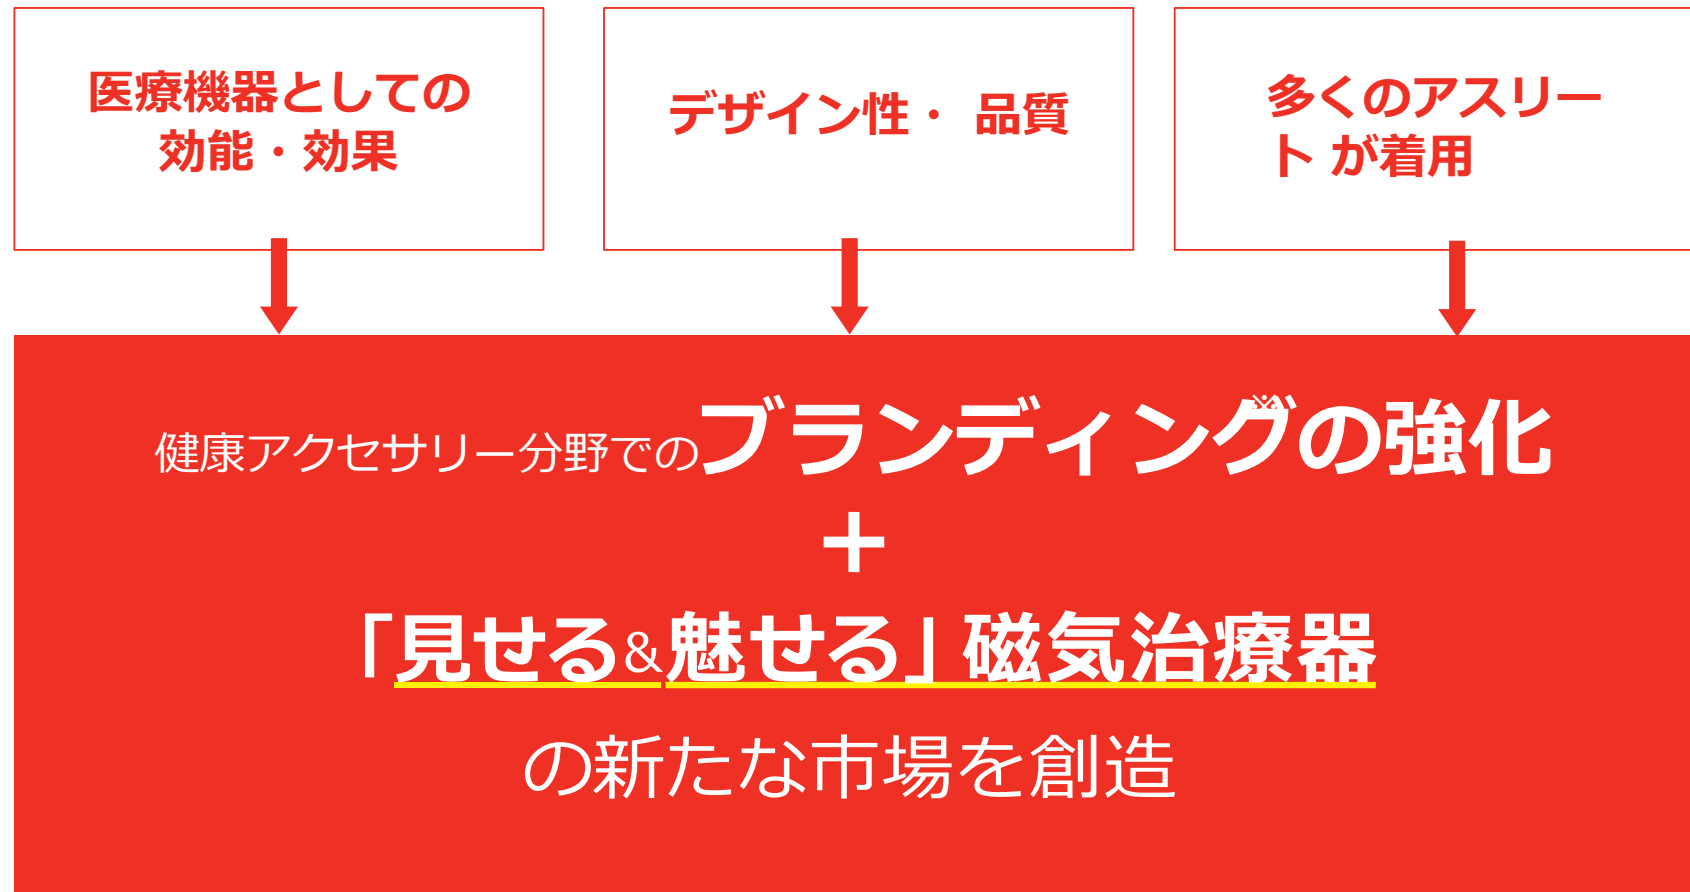 医療機器としての
効能・効果
デザイン性・ 品質
多くのアスリー
ト が着用
健康アクセサリー分野でのブランディング※の強化
+
「見せる&魅せる」磁気治療器
の新たな市場を創造